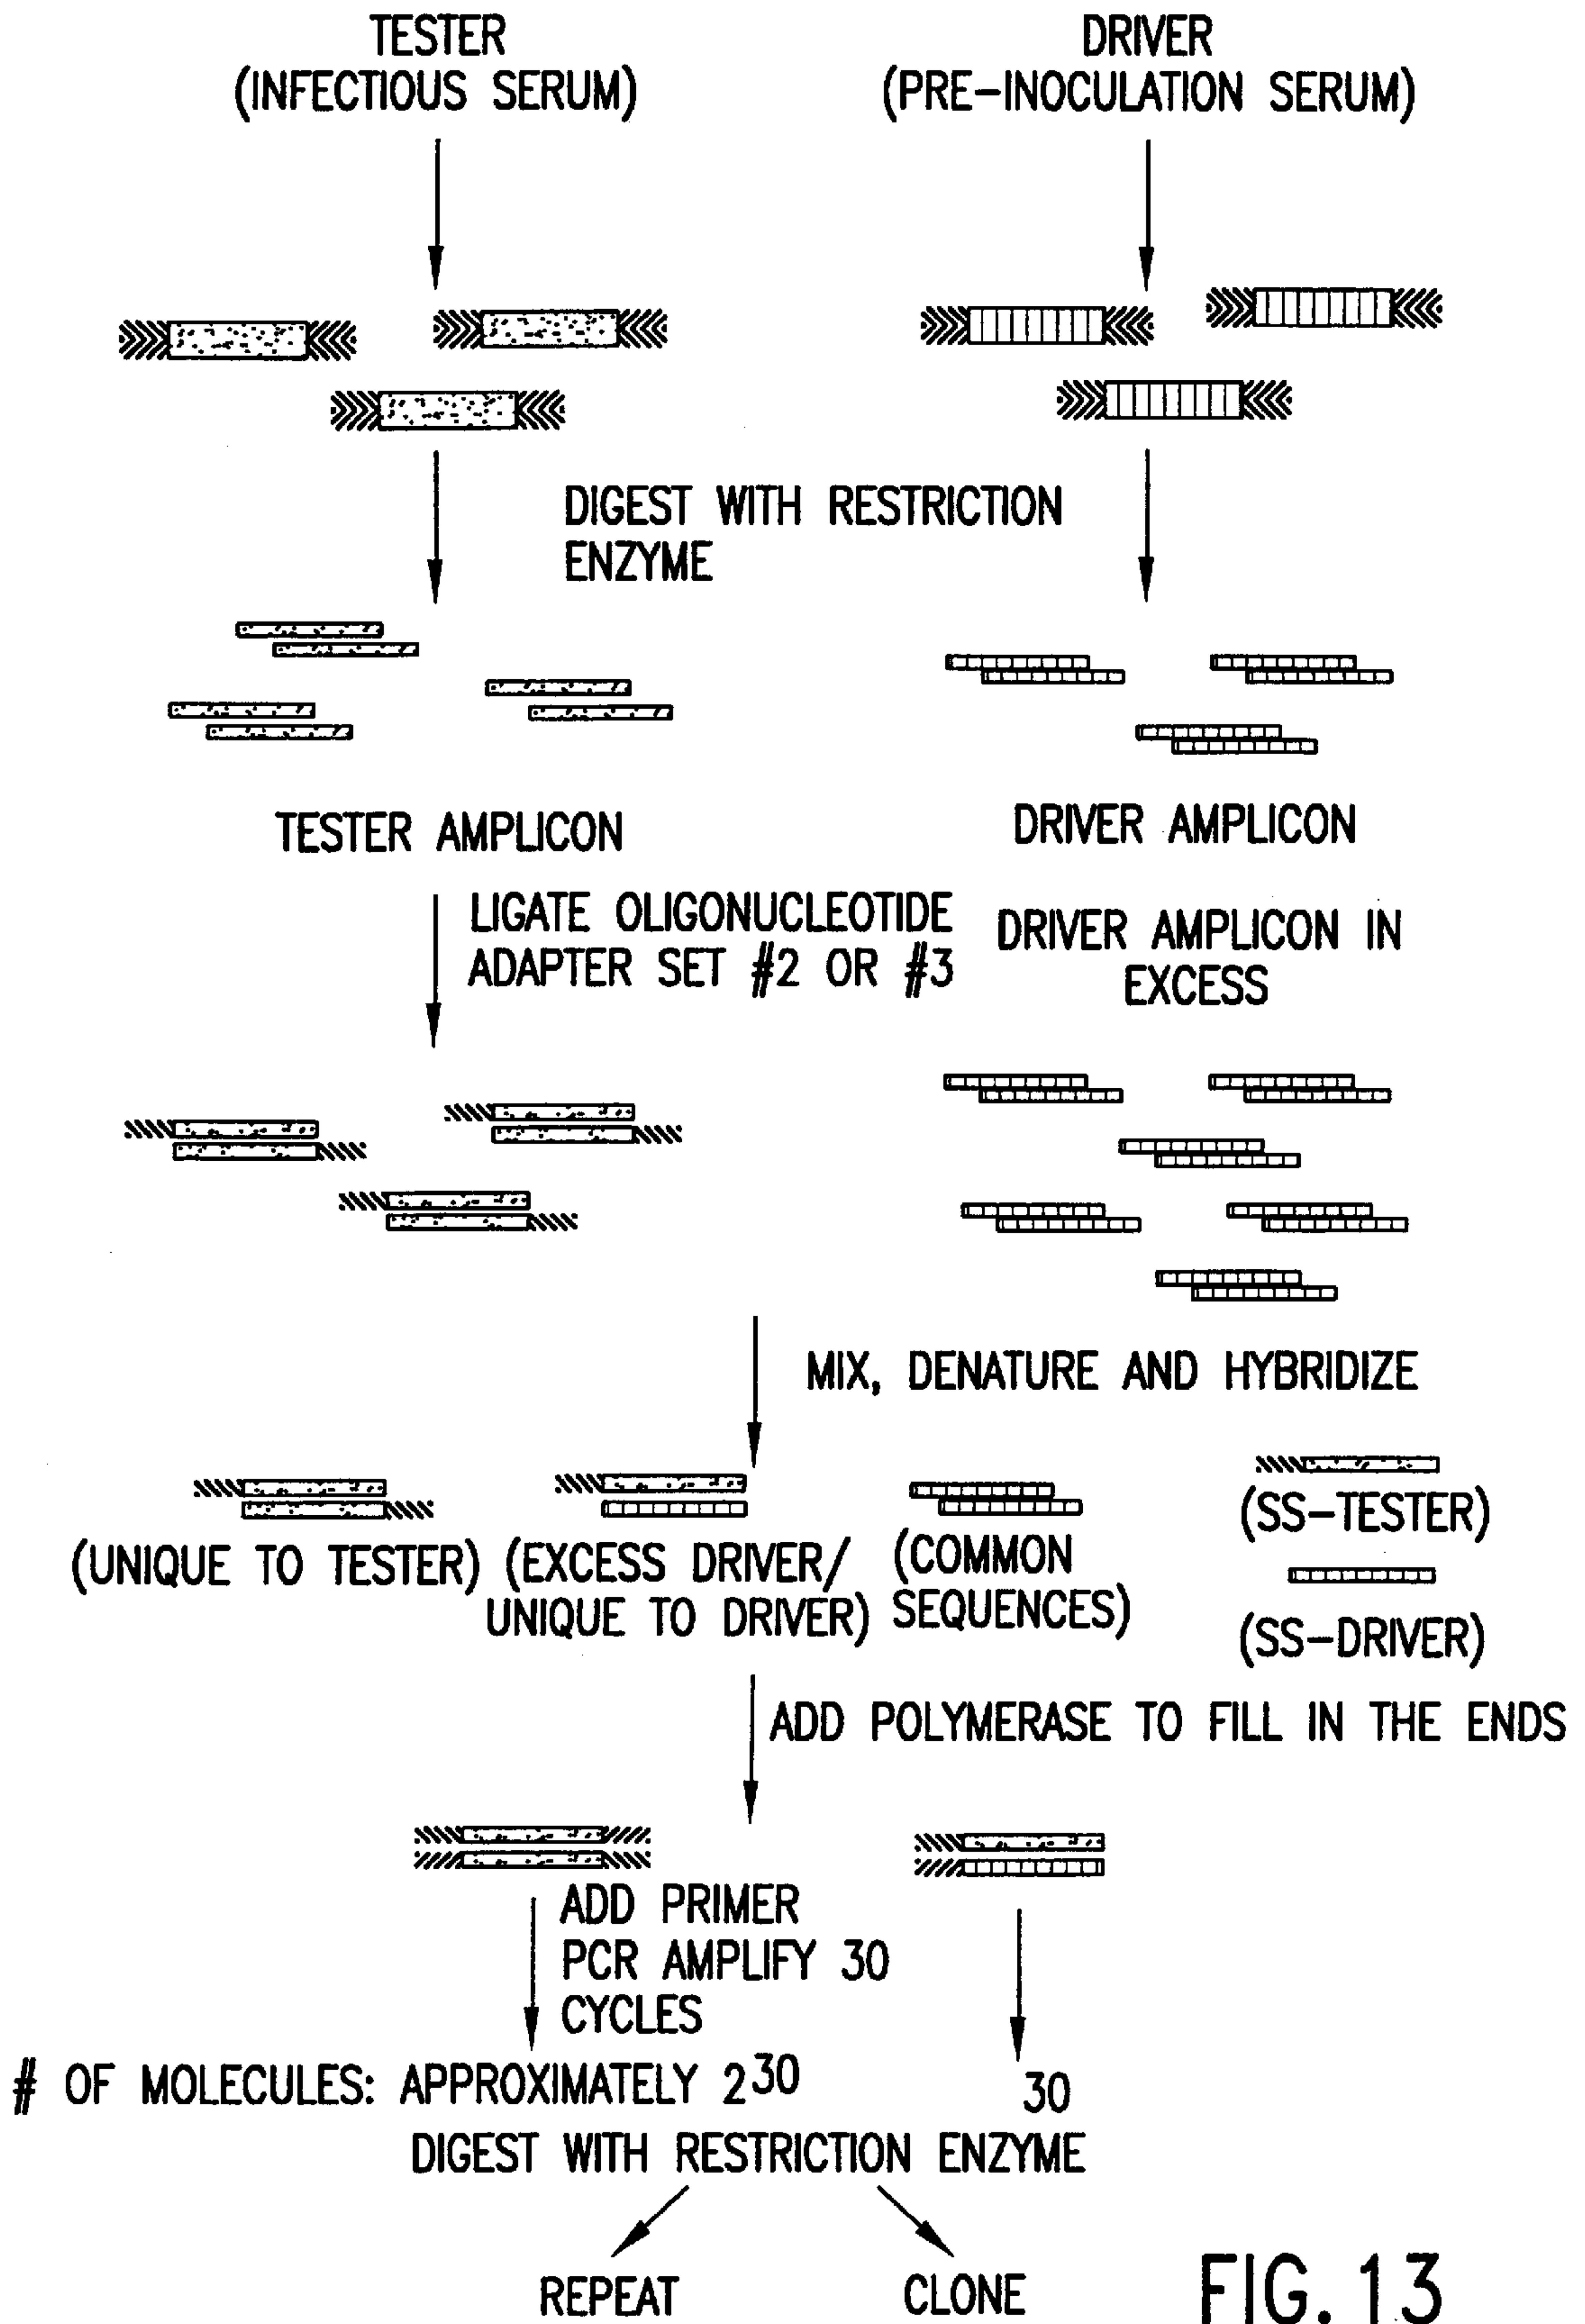 TESTER
(INFECTIOUS SERUM)
DRIVER
(PRE-INOCULATION SERUM)
DIGEST WITH RESTRICTION
ENZYME
TESTER AMPLICON
DRIVER AMPLICON
LIGATE OLIGONUCLEOTIDE
ADAPTER SET #2 OR #3
DRIVER AMPLICON IN
EXCESS
MIX, DENATURE AND HYBRIDIZE
(UNIQUE TO TESTER)
(EXCESS DRIVER/
UNIQUE TO DRIVER)
(COMMON
SEQUENCES)
(SS-TESTER)
(SS-DRIVER)
ADD POLYMERASE TO FILL IN THE ENDS
ADD PRIMER
PCR AMPLIFY 30
CYCLES
# OF MOLECULES: APPROXIMATELY 2^30
30
DIGEST WITH RESTRICTION ENZYME
REPEAT
CLONE
FIG. 13